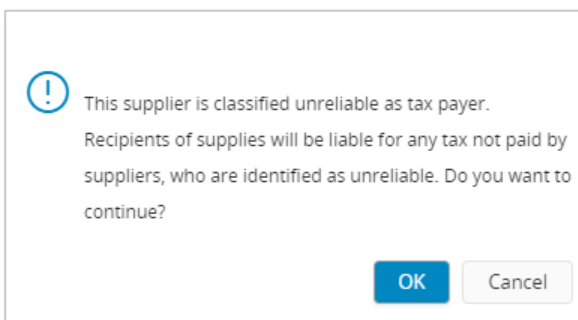 This supplier is classified unreliable as tax payer.
Recipients of supplies will be liable for any tax not paid by
suppliers, who are identified as unreliable. Do you want to
continue?
OK Cancel